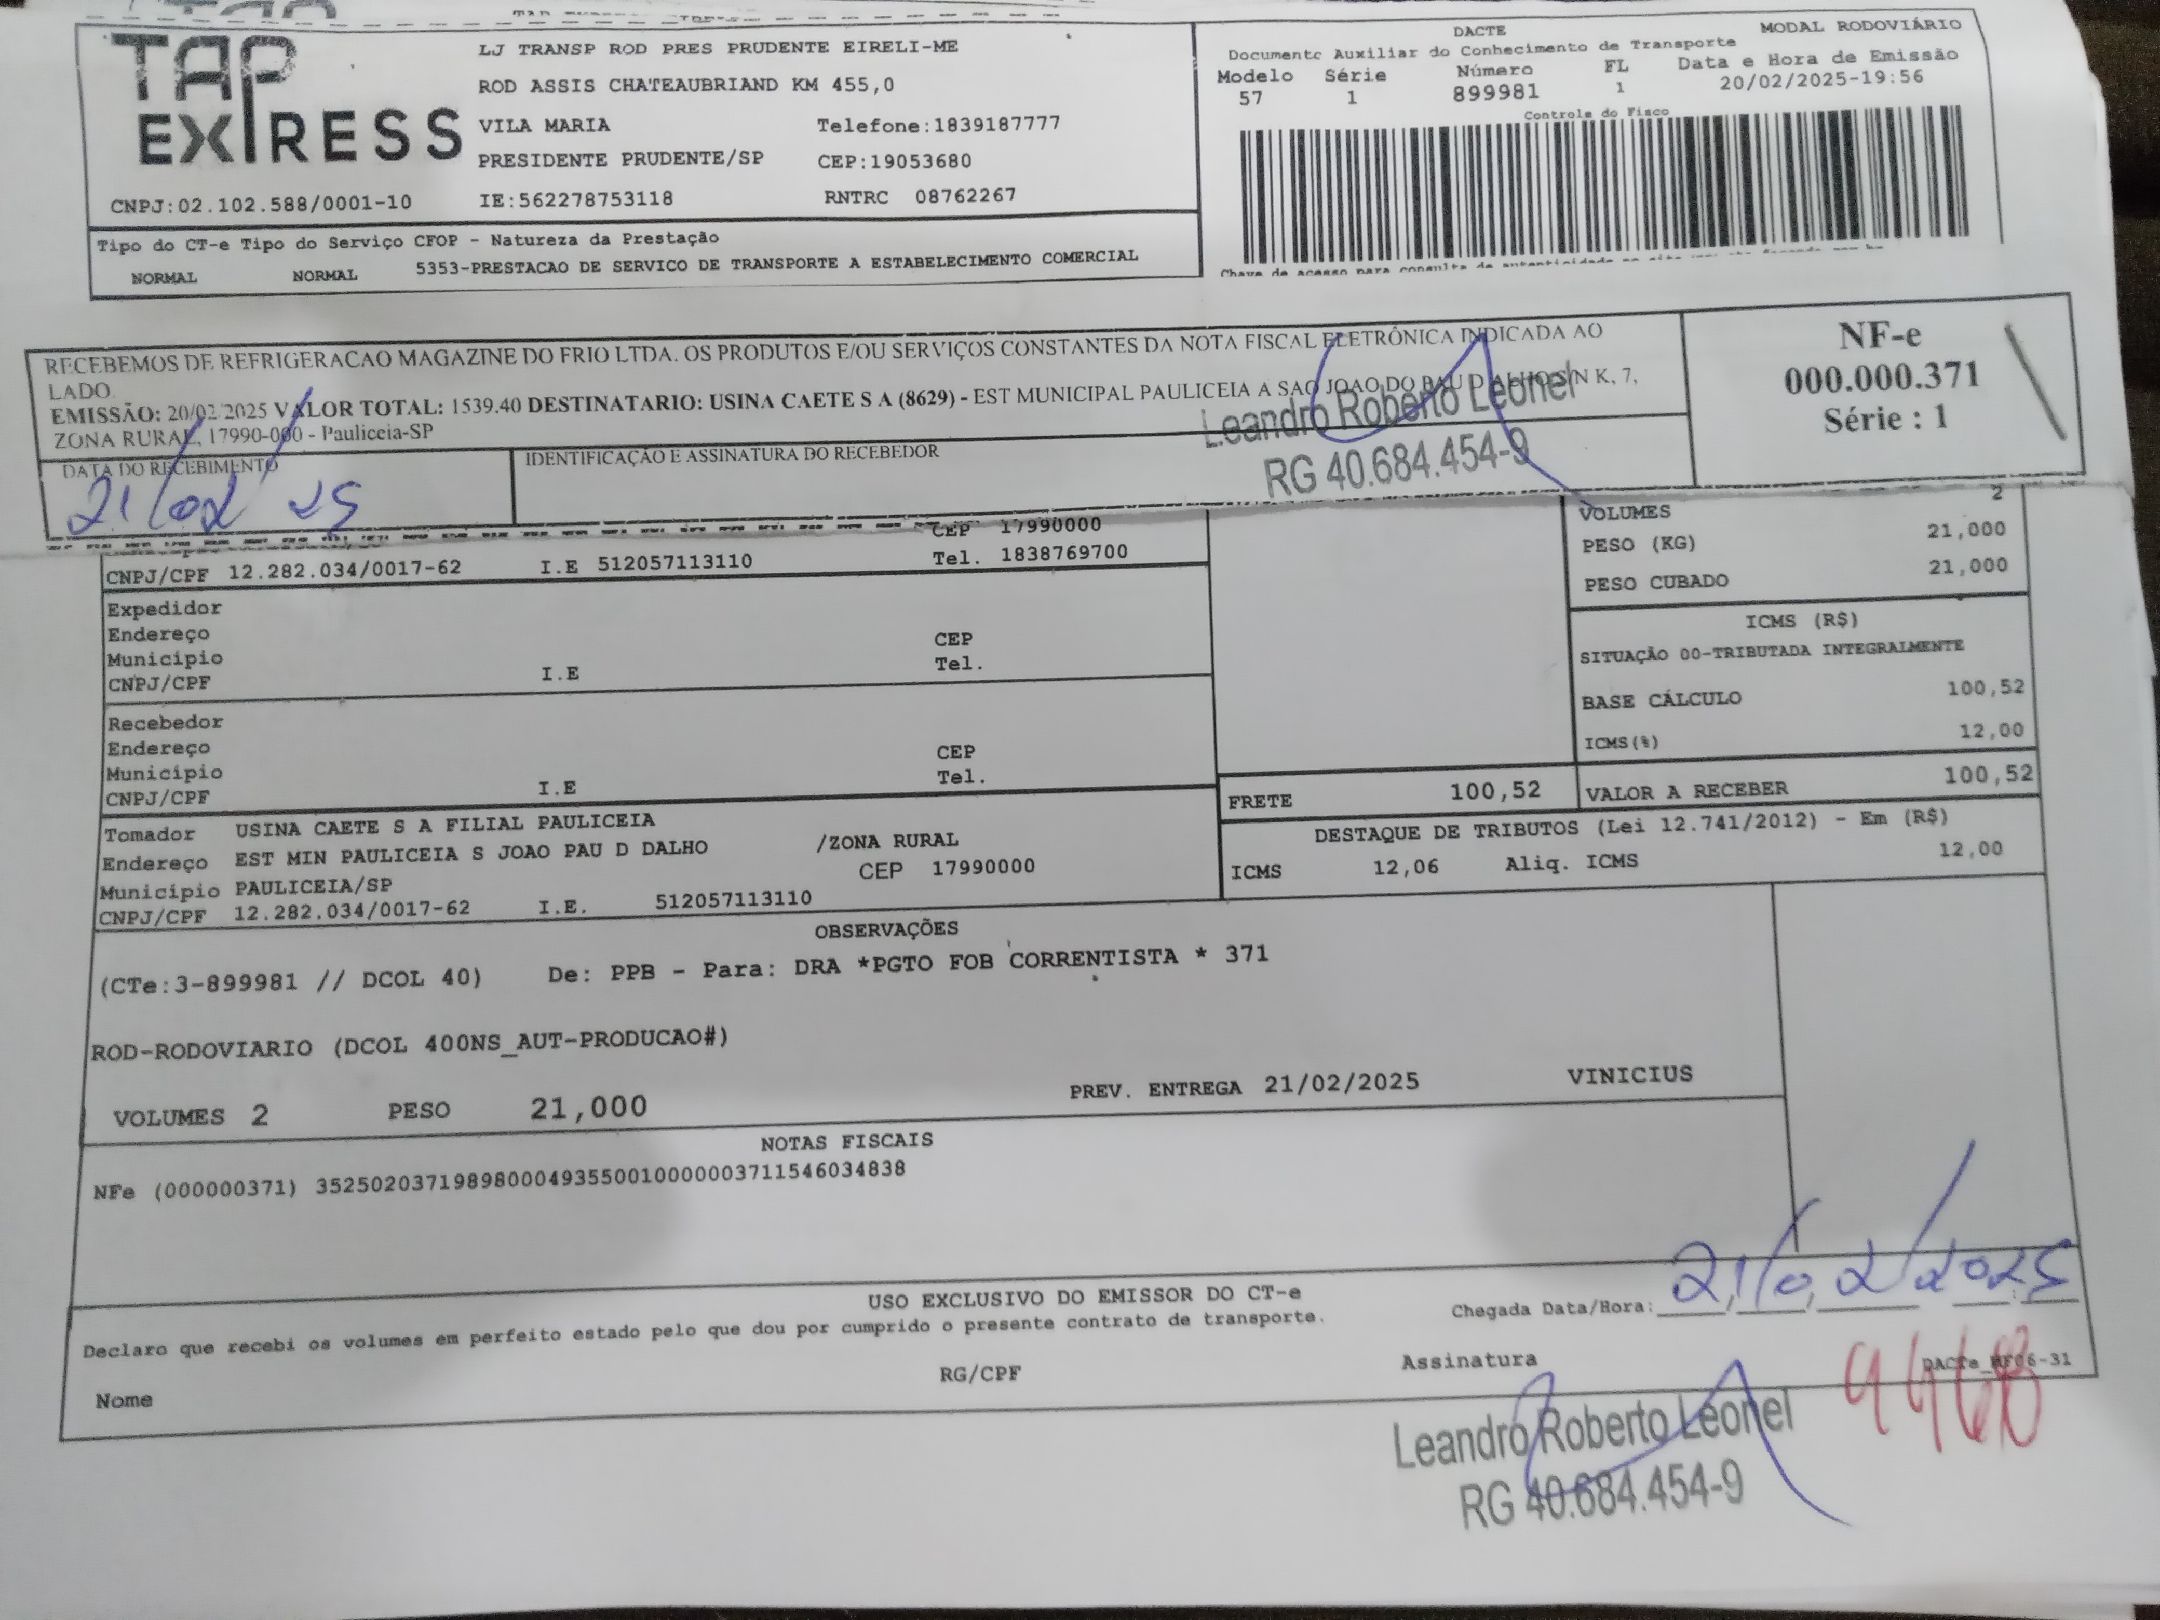 TAP
EXPRESS
LJ TRANSP ROD PRES PRUDENTE EIRELI-ME
ROD ASSIS CHATEAUBRIAND KM 455,0
VILA MARIA Telefone:1839187777
PRESIDENTE PRUDENTE/SP CEP:19053680
CNPJ:02.102.588/0001-10 IE:562278753118 RNTRC 08762267
Tipo do CT-e Tipo do Serviço CFOP - Natureza da Prestação
NORMAL NORMAL 5353-PRESTACAO DE SERVICO DE TRANSPORTE A ESTABELECIMENTO COMERCIAL
DACTE MODAL RODOVIÁRIO
Documento Auxiliar do Conhecimento de Transporte
Modelo Série Número FL Data e Hora de Emissão
57 1 899981 1 20/02/2025-19:56
Controle do Fisco
Chave de acesso para consulta de autenticidade no site
RECEBEMOS DE REFRIGERACAO MAGAZINE DO FRIO LTDA. OS PRODUTOS E/OU SERVIÇOS CONSTANTES DA NOTA FISCAL ELETRÔNICA INDICADA AO
LADO.
EMISSÃO: 20/02/2025 VALOR TOTAL: 1539.40 DESTINATARIO: USINA CAETE S A (8629) - EST MUNICIPAL PAULICEIA A SAO JOAO DO PAU D ALHO S/N K, 7,
ZONA RURAL, 17990-000 - Pauliceia-SP
NF-e
000.000.371
Série : 1
DATA DO RECEBIMENTO IDENTIFICAÇÃO E ASSINATURA DO RECEBEDOR
21/02/25
Leandro Roberto Leonel
RG 40.684.454-9
CEP 17990000
CNPJ/CPF 12.282.034/0017-62 I.E 512057113110 Tel. 1838769700
VOLUMES 2
PESO (KG) 21,000
PESO CUBADO 21,000
Expedidor
Endereço CEP
Município Tel.
CNPJ/CPF I.E
ICMS (R$)
SITUAÇÃO 00-TRIBUTADA INTEGRALMENTE
BASE CÁLCULO 100,52
ICMS(%) 12,00
Recebedor
Endereço CEP
Município Tel.
CNPJ/CPF I.E
FRETE 100,52 VALOR A RECEBER 100,52
Tomador USINA CAETE S A FILIAL PAULICEIA
Endereço EST MIN PAULICEIA S JOAO PAU D DALHO /ZONA RURAL
Município PAULICEIA/SP CEP 17990000
CNPJ/CPF 12.282.034/0017-62 I.E. 512057113110
DESTAQUE DE TRIBUTOS (Lei 12.741/2012) - Em (R$)
ICMS 12,06 Aliq. ICMS 12,00
OBSERVAÇÕES
(CTe:3-899981 // DCOL 40) De: PPB - Para: DRA *PGTO FOB CORRENTISTA * 371
ROD-RODOVIARIO (DCOL 400NS_AUT-PRODUCAO#)
VOLUMES 2 PESO 21,000 PREV. ENTREGA 21/02/2025 VINICIUS
NOTAS FISCAIS
NFe (000000371) 35250203719898000493550010000003711546034838
USO EXCLUSIVO DO EMISSOR DO CT-e
Declaro que recebi os volumes em perfeito estado pelo que dou por cumprido o presente contrato de transporte.
Chegada Data/Hora: 21/02/2025
Nome RG/CPF Assinatura
Leandro Roberto Leonel
RG 40.684.454-9